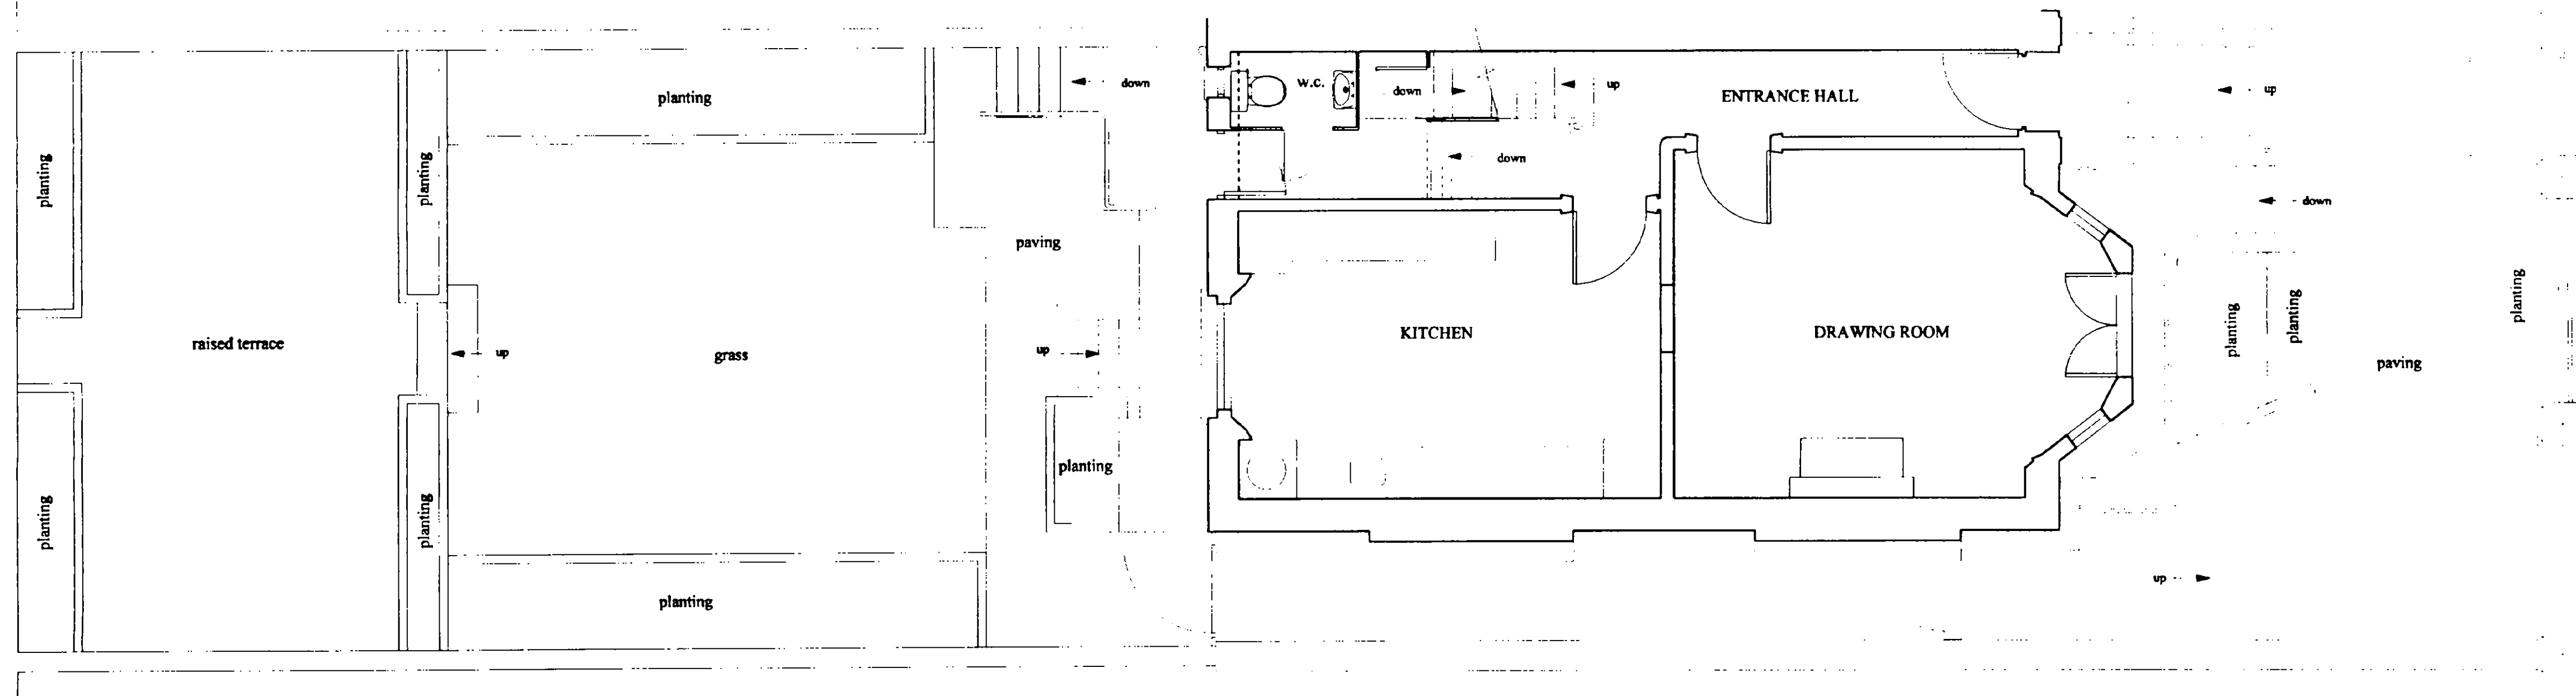 down
W.C.
down
up
ENTRANCE HALL
up
planting
planting
planting
planting
down
down
paving
planting
planting
planting
raised terrace
up
grass
up
KITCHEN
DRAWING ROOM
paving
planting
planting
planting
planting
up